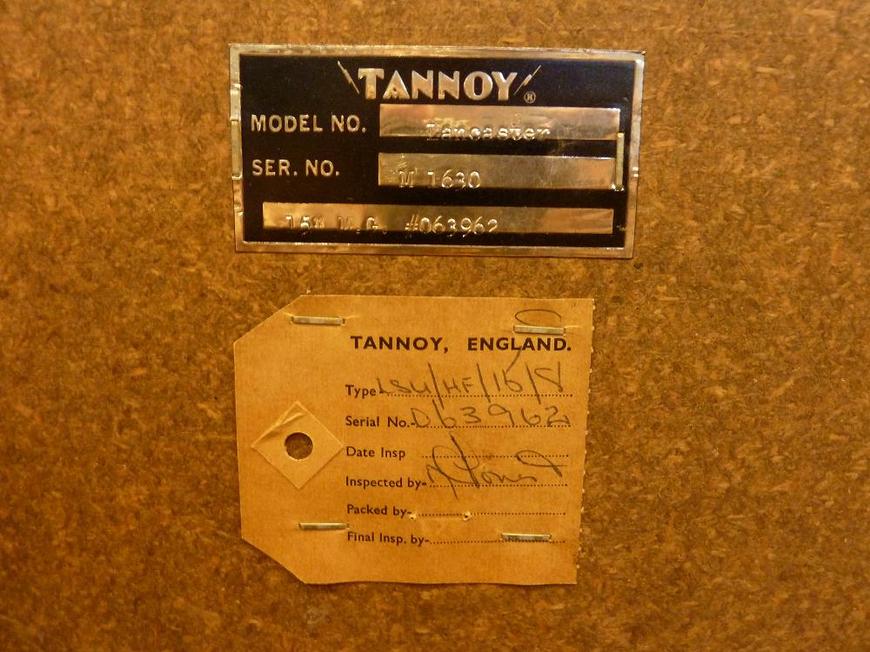 TANNOY ®
MODEL NO. Lancaster
SER. NO. M 1630
15" M.G. #063962
TANNOY, ENGLAND.
Type LSU/HF/15/8
Serial No. 063962
Date Insp
Inspected by-
Packed by-
Final Insp. by-